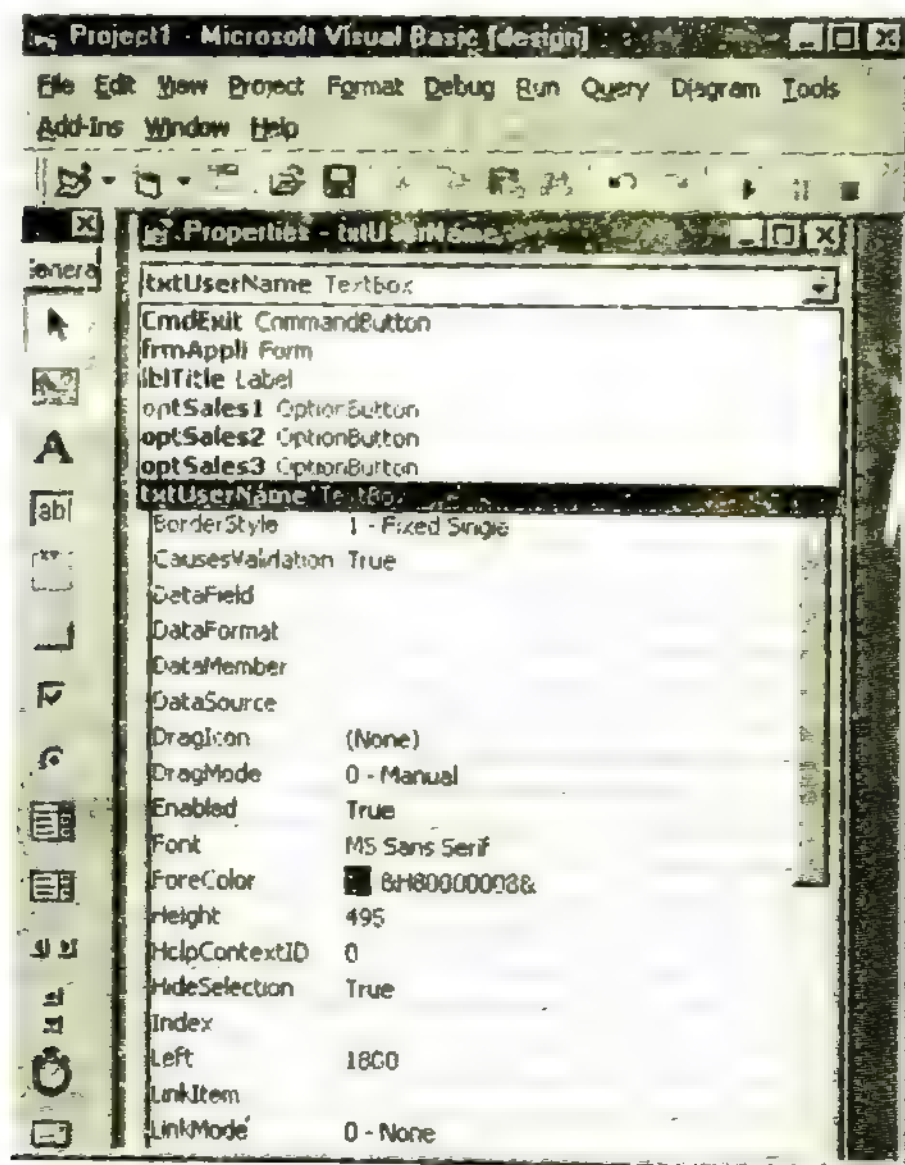 Project1 - Microsoft Visual Basic [design]
File Edit View Project Format Debug Run Query Diagram Tools
Add-Ins Window Help
Properties - txtUserName
txtUserName TextBox
CmdExit CommandButton
frmAppli Form
lblTitle Label
optSales1 OptionButton
optSales2 OptionButton
optSales3 OptionButton
txtUserName TextBox
BorderStyle 1 - Fixed Single
CausesValidation True
DataField
DataFormat
DataMember
DataSource
DragIcon (None)
DragMode 0 - Manual
Enabled True
Font MS Sans Serif
ForeColor &H80000008&
Height 495
HelpContextID 0
HideSelection True
Index
Left 1800
LinkItem
LinkMode 0 - None
A
abl
xy